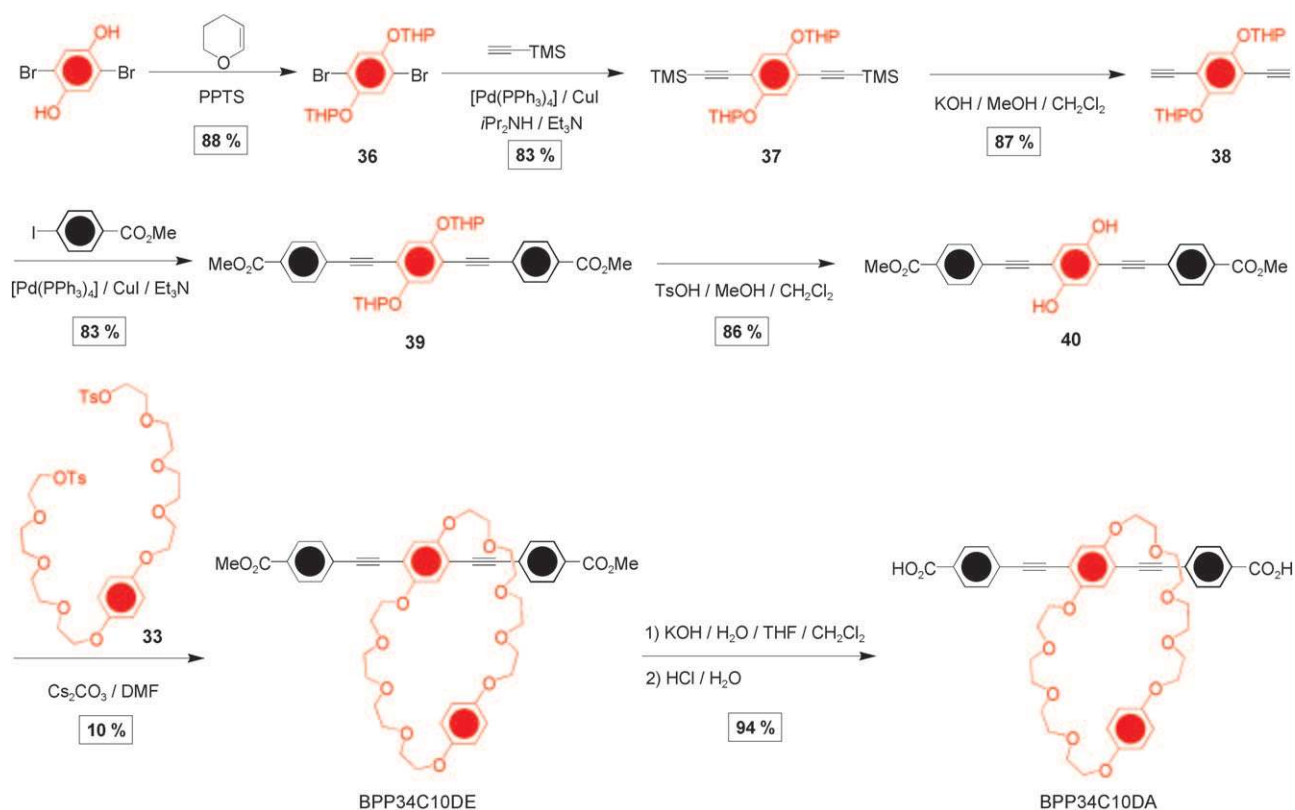 OH
Br
Br
HO
O
PPTS
88 %
OTHP
Br
Br
THPO
36
TMS
[Pd(PPh₃)₄] / CuI
iPr₂NH / Et₃N
83 %
OTHP
TMS
TMS
THPO
37
KOH / MeOH / CH₂Cl₂
87 %
OTHP
THPO
38
I
CO₂Me
[Pd(PPh₃)₄] / CuI / Et₃N
83 %
OTHP
MeO₂C
CO₂Me
THPO
39
TsOH / MeOH / CH₂Cl₂
86 %
OH
MeO₂C
CO₂Me
HO
40
TsO
O
OTs
O
O
O
O
O
O
O
O
O
33
Cs₂CO₃ / DMF
10 %
O
MeO₂C
CO₂Me
O
O
O
O
O
O
O
O
O
BPP34C10DE
1) KOH / H₂O / THF / CH₂Cl₂
2) HCl / H₂O
94 %
O
HO₂C
CO₂H
O
O
O
O
O
O
O
O
O
BPP34C10DA